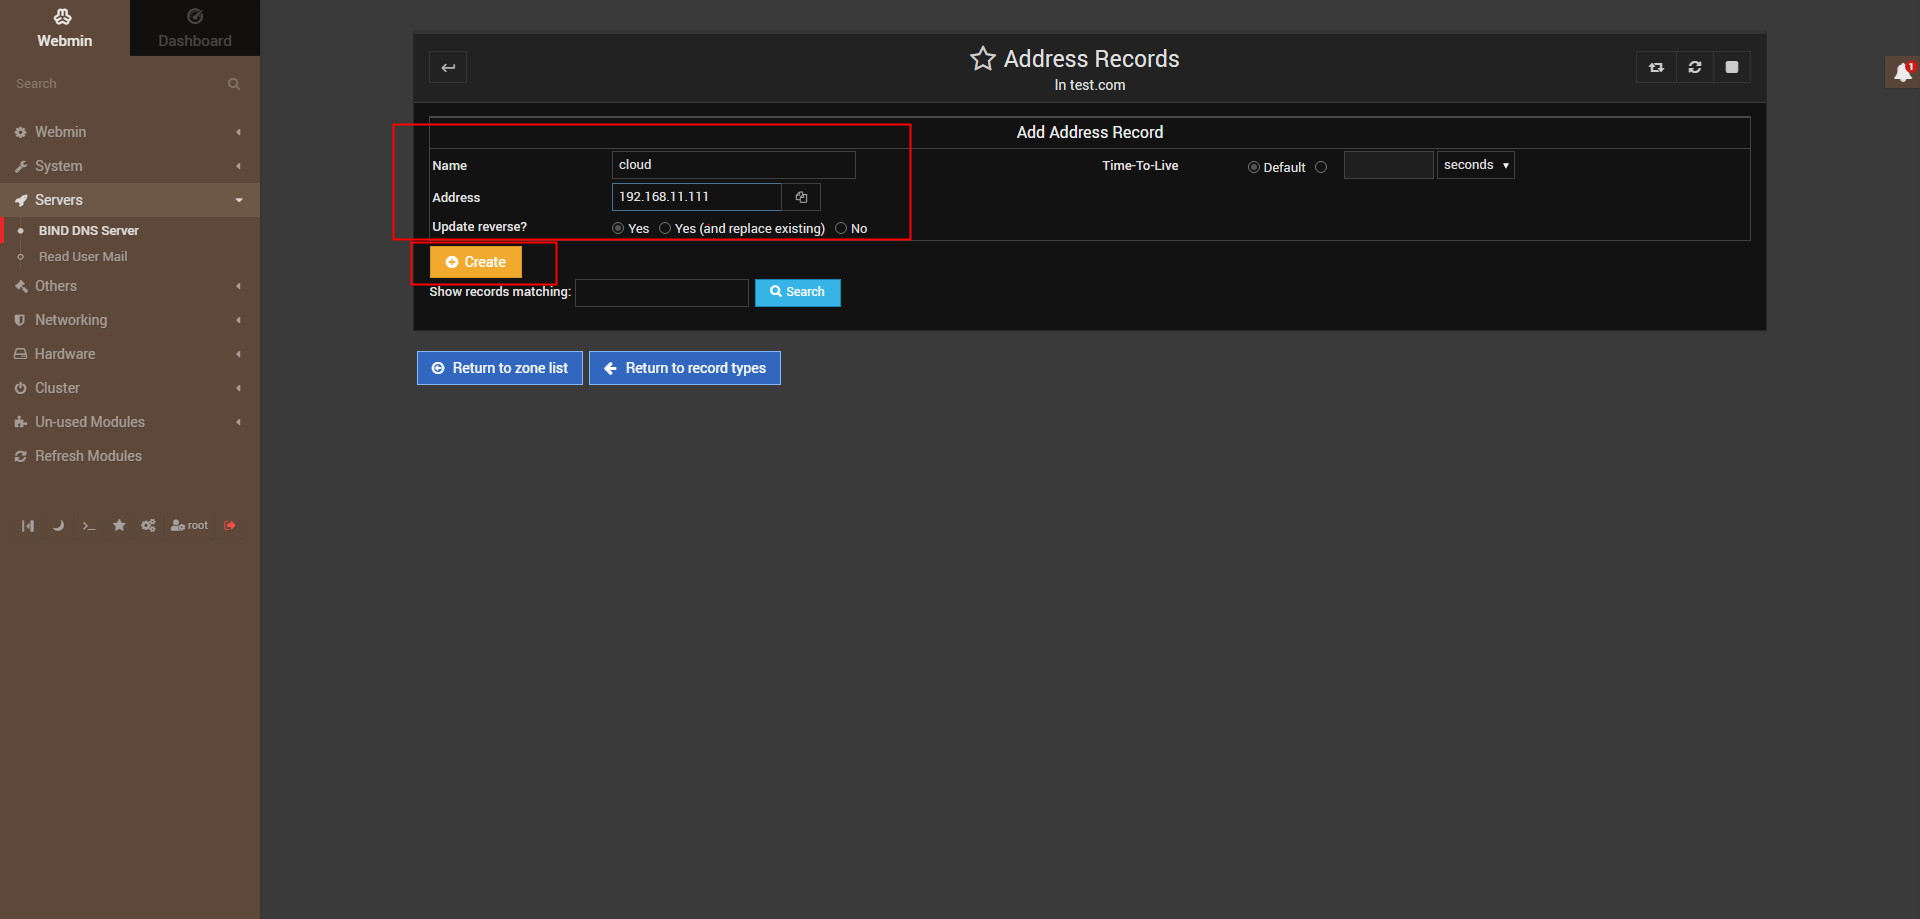 Webmin
Dashboard
Search
Webmin
System
Servers
BIND DNS Server
Read User Mail
Others
Networking
Hardware
Cluster
Un-used Modules
Refresh Modules
root
Address Records
In test.com
1
Add Address Record
Name cloud Time-To-Live Default seconds
Address 192.168.11.111
Update reverse? Yes Yes (and replace existing) No
Create
Show records matching: Search
Return to zone list Return to record types